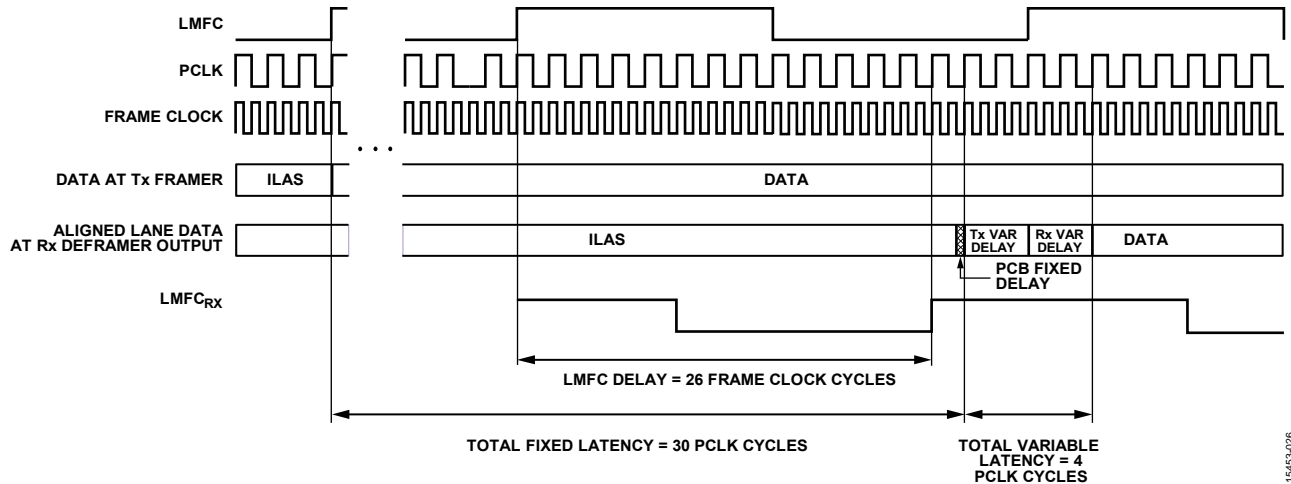 LMFC
PCLK
FRAME CLOCK
• • •
DATA AT Tx FRAMER
ILAS
DATA
ALIGNED LANE DATA
AT Rx DEFRAMER OUTPUT
ILAS
Tx VAR
DELAY
Rx VAR
DELAY
DATA
PCB FIXED
DELAY
LMFCRX
LMFC DELAY = 26 FRAME CLOCK CYCLES
TOTAL FIXED LATENCY = 30 PCLK CYCLES
TOTAL VARIABLE
LATENCY = 4
PCLK CYCLES
15453-026